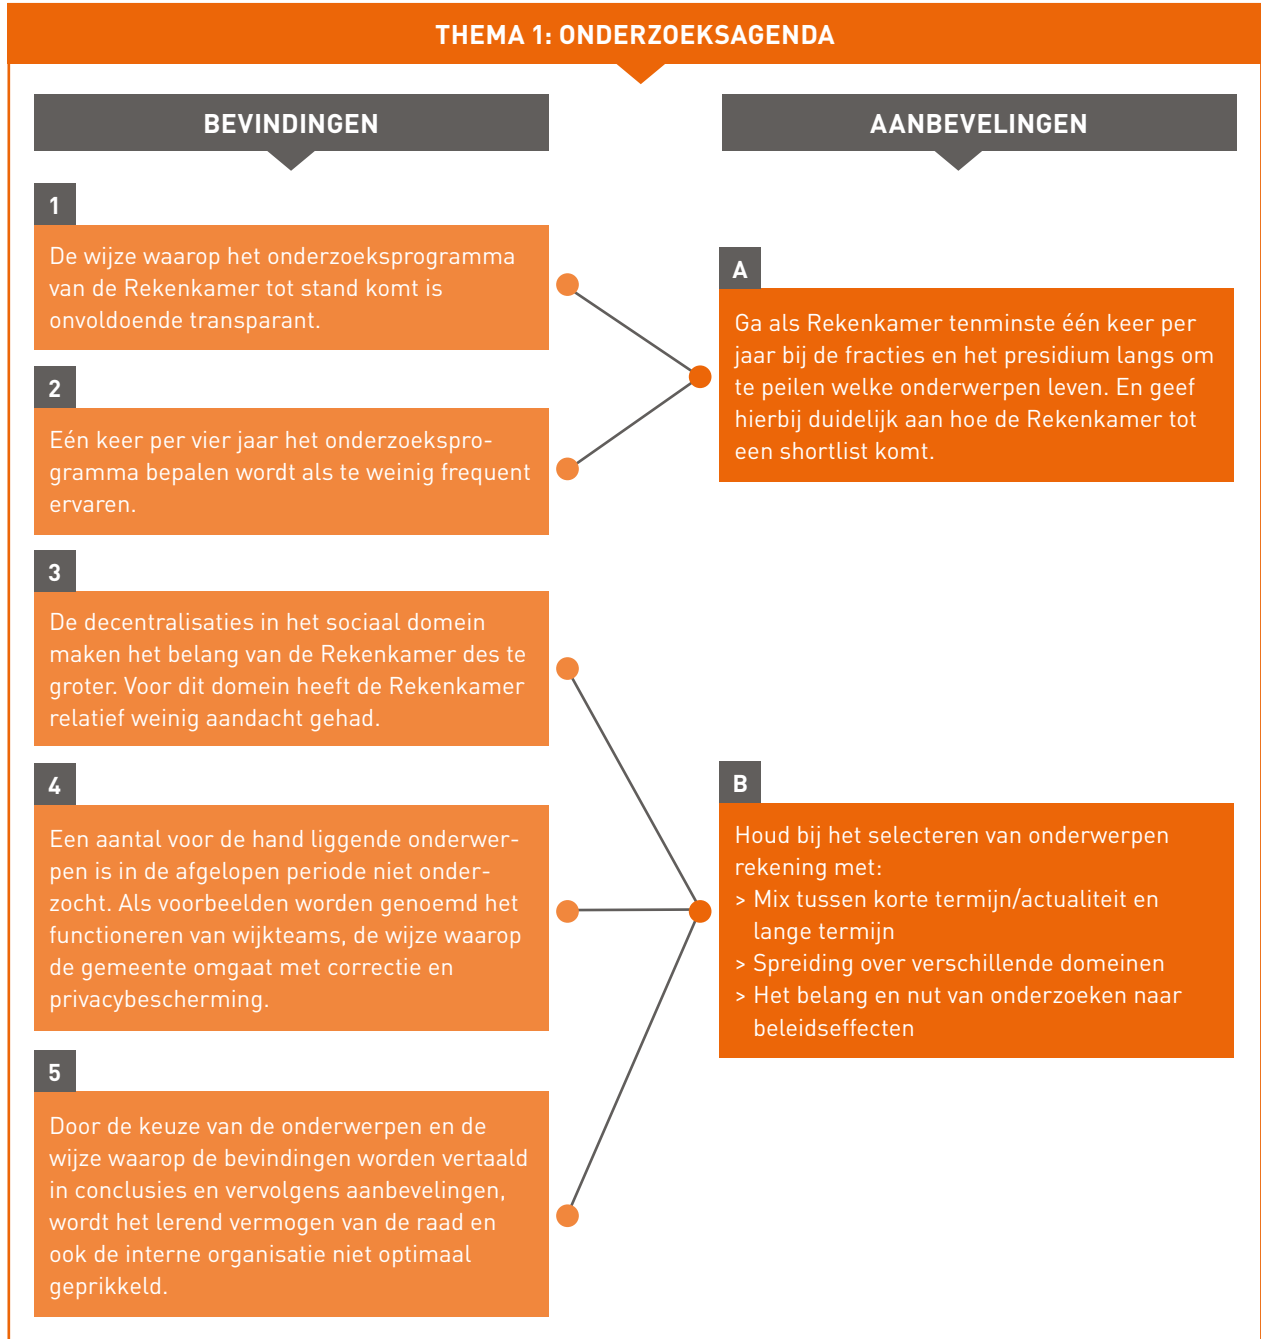 THEMA 1: ONDERZOEKSAGENDA
BEVINDINGEN
1
De wijze waarop het onderzoeksprogramma
van de Rekenkamer tot stand komt is
onvoldoende transparant.
2
Eén keer per vier jaar het onderzoekspro-
gramma bepalen wordt als te weinig frequent
ervaren.
3
De decentralisaties in het sociaal domein
maken het belang van de Rekenkamer des te
groter. Voor dit domein heeft de Rekenkamer
relatief weinig aandacht gehad.
4
Een aantal voor de hand liggende onderwer-
pen is in de afgelopen periode niet onder-
zocht. Als voorbeelden worden genoemd het
functioneren van wijkteams, de wijze waarop
de gemeente omgaat met correctie en
privacybescherming.
5
Door de keuze van de onderwerpen en de
wijze waarop de bevindingen worden vertaald
in conclusies en vervolgens aanbevelingen,
wordt het lerend vermogen van de raad en
ook de interne organisatie niet optimaal
geprikkeld.
AANBEVELINGEN
A
Ga als Rekenkamer tenminste één keer per
jaar bij de fracties en het presidium langs om
te peilen welke onderwerpen leven. En geef
hierbij duidelijk aan hoe de Rekenkamer tot
een shortlist komt.
B
Houd bij het selecteren van onderwerpen
rekening met:
> Mix tussen korte termijn/actualiteit en
lange termijn
> Spreiding over verschillende domeinen
> Het belang en nut van onderzoeken naar
beleidseffecten